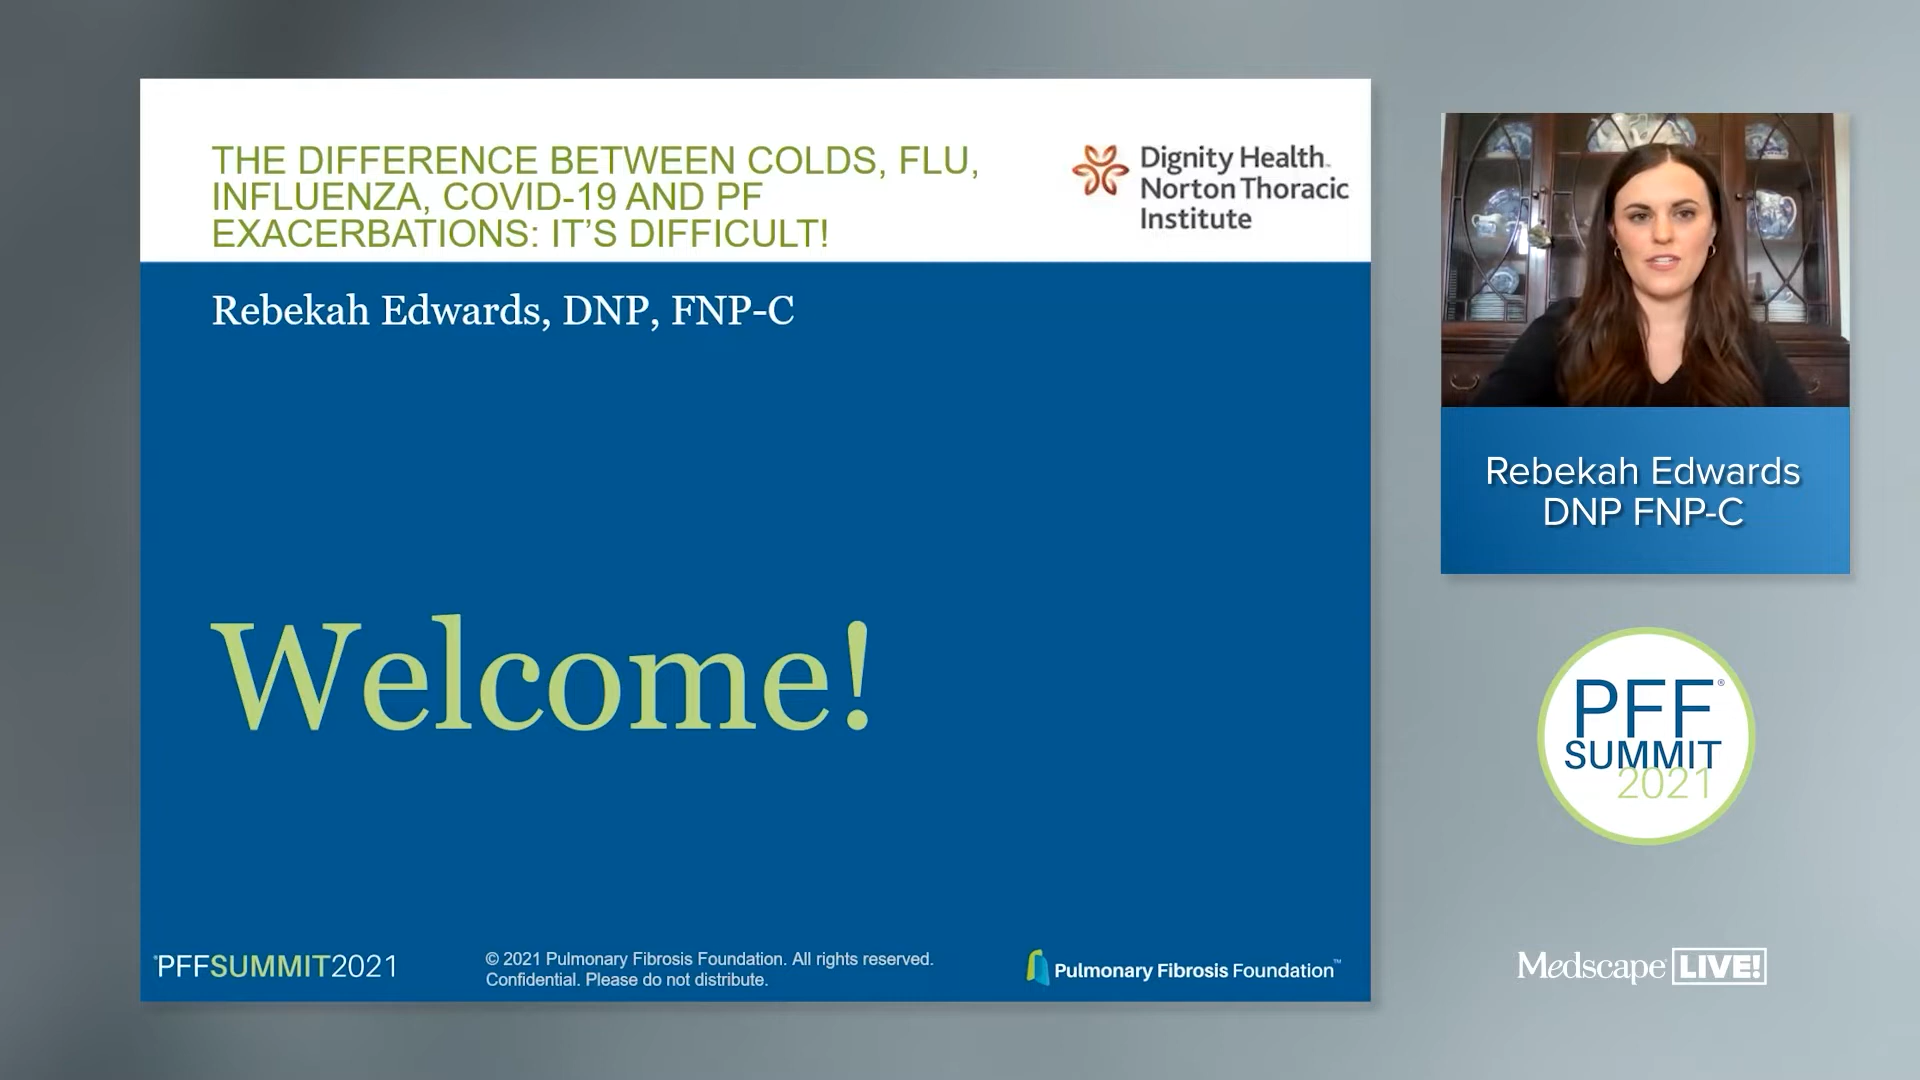 THE DIFFERENCE BETWEEN COLDS, FLU,
INFLUENZA, COVID-19 AND PF
EXACERBATIONS: IT'S DIFFICULT!
Dignity Health™
Norton Thoracic
Institute
Rebekah Edwards, DNP, FNP-C
Welcome!
PFFSUMMIT2021
© 2021 Pulmonary Fibrosis Foundation. All rights reserved.
Confidential. Please do not distribute.
Pulmonary Fibrosis Foundation™
Rebekah Edwards
DNP FNP-C
PFF®
SUMMIT
2021
Medscape LIVE!